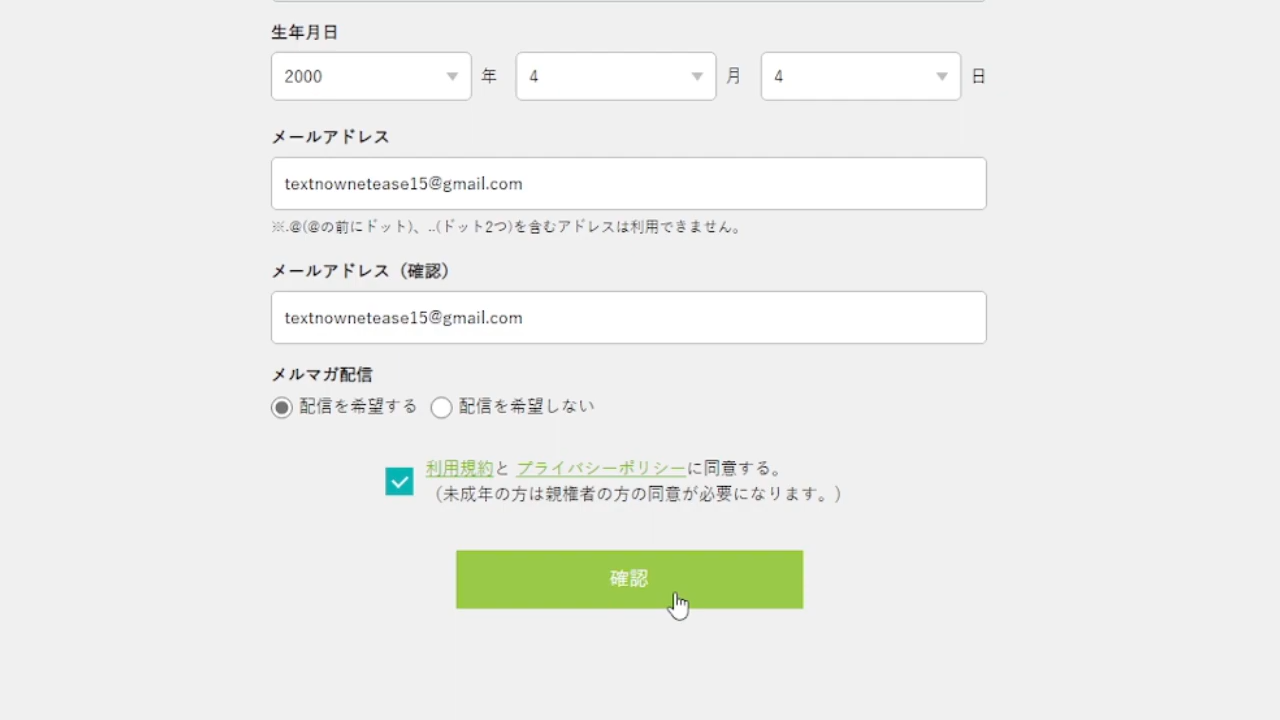 生年月日
2000 年 4 月 4 日
メールアドレス
textnownetease15@gmail.com
※.@(@の前にドット)、..(ドット2つ)を含むアドレスは利用できません。
メールアドレス（確認）
textnownetease15@gmail.com
メルマガ配信
配信を希望する 配信を希望しない
利用規約と プライバシーポリシーに同意する。
（未成年の方は親権者の方の同意が必要になります。）
確認